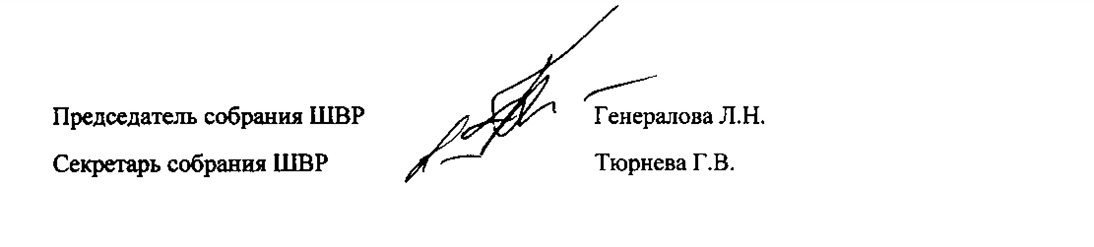 Председатель собрания ШВР Генералова Л.Н.
Секретарь собрания ШВР Тюрнева Г.В.